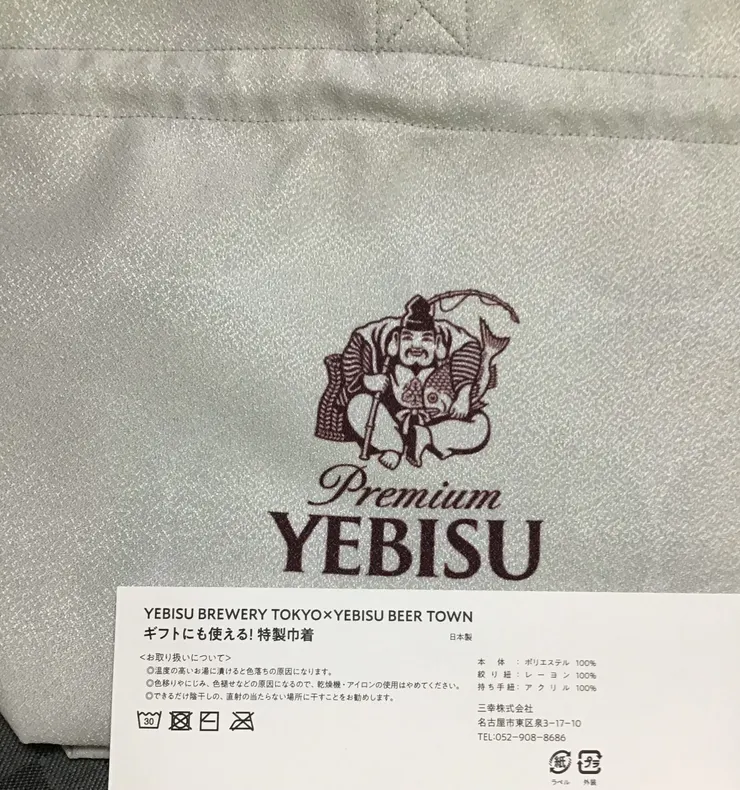 Premium
YEBISU
YEBISU BREWERY TOKYO×YEBISU BEER TOWN
ギフトにも使える! 特製巾着
日本製
<お取り扱いについて>
◎温度の高いお湯に漬けると色落ちの原因になります。
◎色移りやにじみ、色褪せなどの原因になるので、乾燥機・アイロンの使用はやめてください。
◎できるだけ陰干しの、直射の当たらない場所に干すことをお勧めします。
30
本体：ポリエステル 100%
絞り紐：レーヨン 100%
持ち手紐：アクリル 100%
三幸株式会社
名古屋市東区泉3-17-10
TEL:052-908-8686
紙
プラ
ラベル
外装